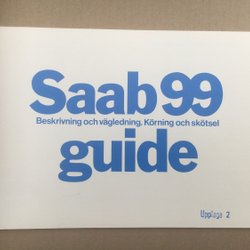 Saab 99
Beskrivning och vägledning. Körning och skötsel
guide
Upplaga 2